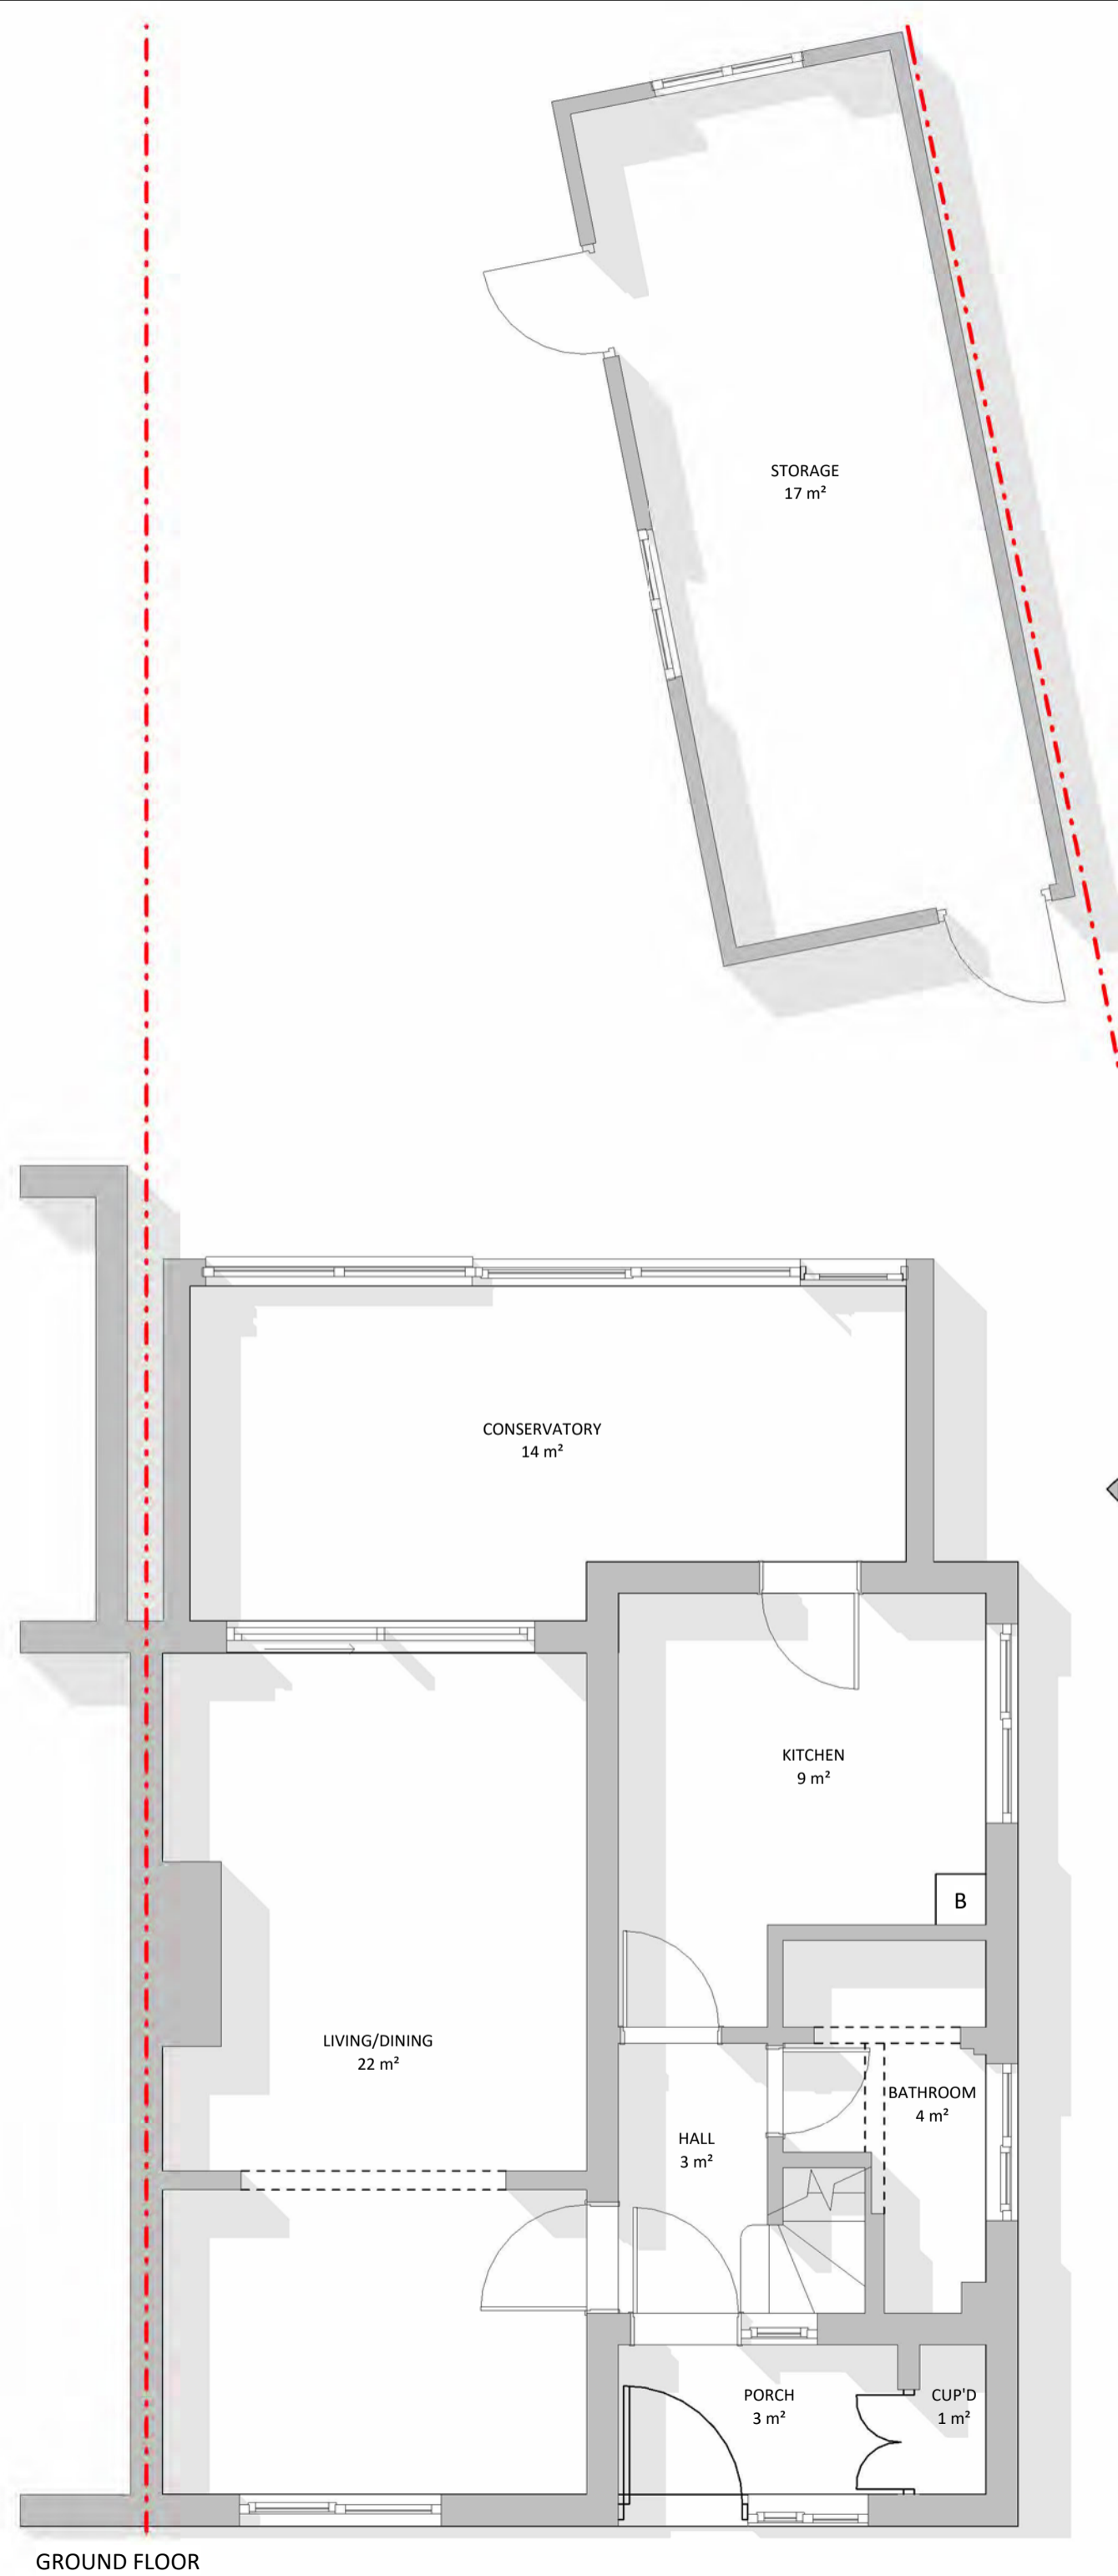 STORAGE
17 m²
CONSERVATORY
14 m²
KITCHEN
9 m²
B
LIVING/DINING
22 m²
BATHROOM
4 m²
HALL
3 m²
PORCH
3 m²
CUP'D
1 m²
GROUND FLOOR